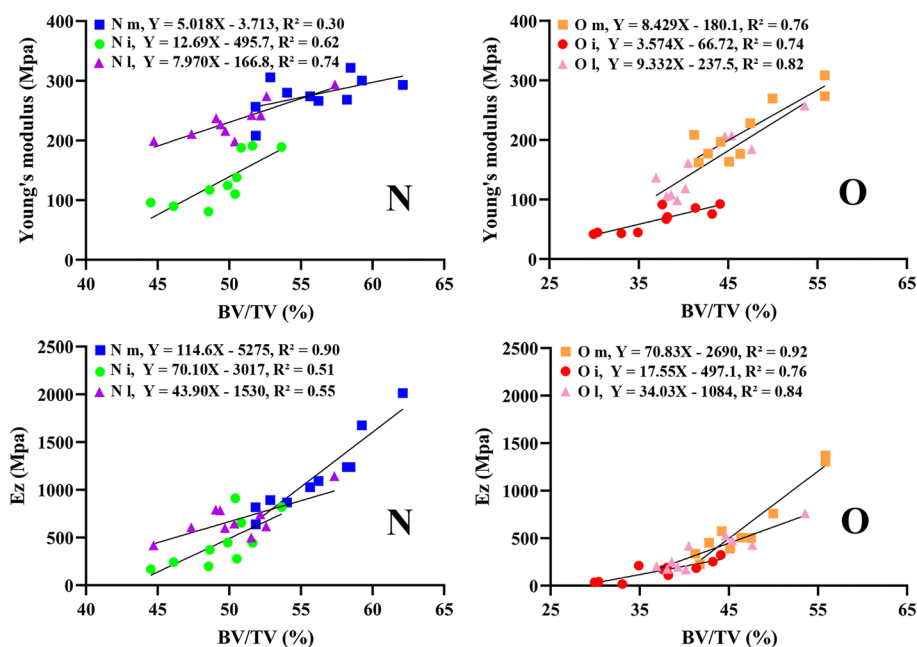 N m, Y = 5.018X - 3.713, R² = 0.30
N i, Y = 12.69X - 495.7, R² = 0.62
N l, Y = 7.970X - 166.8, R² = 0.74
Young's modulus (Mpa)
400
300
200
100
0
N
40 45 50 55 60 65
BV/TV (%)
O m, Y = 8.429X - 180.1, R² = 0.76
O i, Y = 3.574X - 66.72, R² = 0.74
O l, Y = 9.332X - 237.5, R² = 0.82
Young's modulus (Mpa)
400
300
200
100
0
O
25 35 45 55 65
BV/TV (%)
N m, Y = 114.6X - 5275, R² = 0.90
N i, Y = 70.10X - 3017, R² = 0.51
N l, Y = 43.90X - 1530, R² = 0.55
Ez (Mpa)
2500
2000
1500
1000
500
0
N
40 45 50 55 60 65
BV/TV (%)
O m, Y = 70.83X - 2690, R² = 0.92
O i, Y = 17.55X - 497.1, R² = 0.76
O l, Y = 34.03X - 1084, R² = 0.84
Ez (Mpa)
2500
2000
1500
1000
500
0
O
25 35 45 55 65
BV/TV (%)